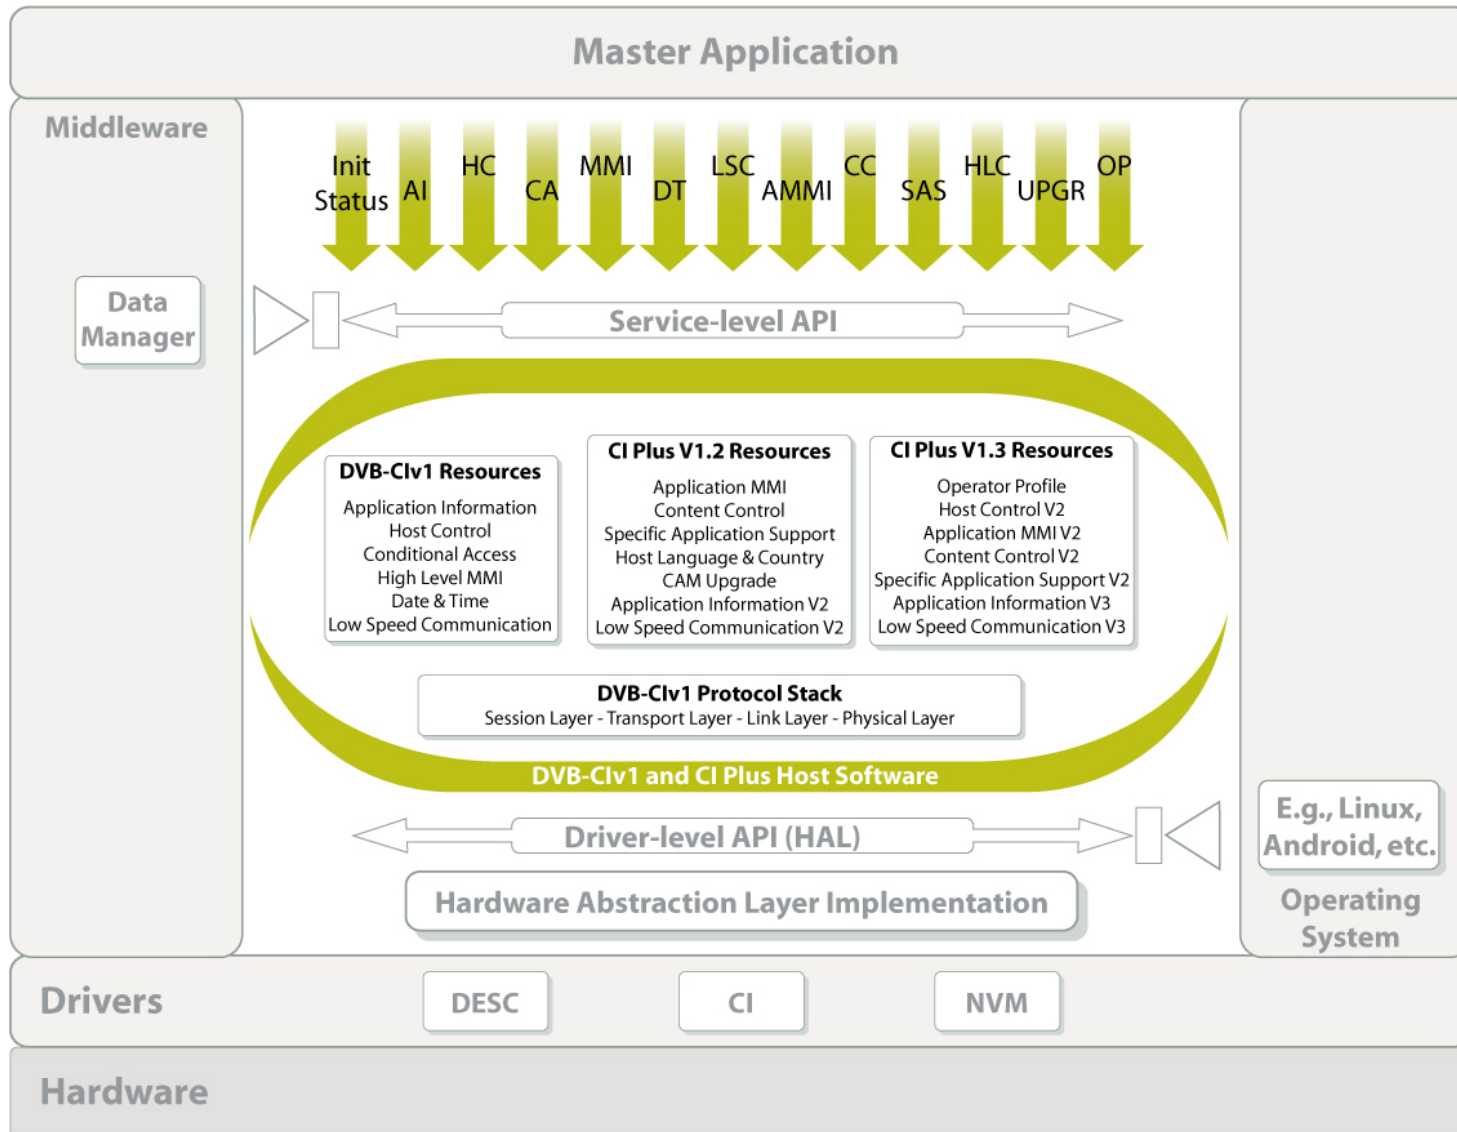 Master Application
Middleware
Init
Status
AI
HC
CA
MMI
DT
LSC
AMMI
CC
SAS
HLC
UPGR
OP
Data
Manager
Service-level API
DVB-CIv1 Resources
Application Information
Host Control
Conditional Access
High Level MMI
Date & Time
Low Speed Communication
CI Plus V1.2 Resources
Application MMI
Content Control
Specific Application Support
Host Language & Country
CAM Upgrade
Application Information V2
Low Speed Communication V2
CI Plus V1.3 Resources
Operator Profile
Host Control V2
Application MMI V2
Content Control V2
Specific Application Support V2
Application Information V3
Low Speed Communication V3
DVB-CIv1 Protocol Stack
Session Layer - Transport Layer - Link Layer - Physical Layer
DVB-CIv1 and CI Plus Host Software
Driver-level API (HAL)
Hardware Abstraction Layer Implementation
E.g., Linux,
Android, etc.
Operating
System
Drivers
DESC
CI
NVM
Hardware